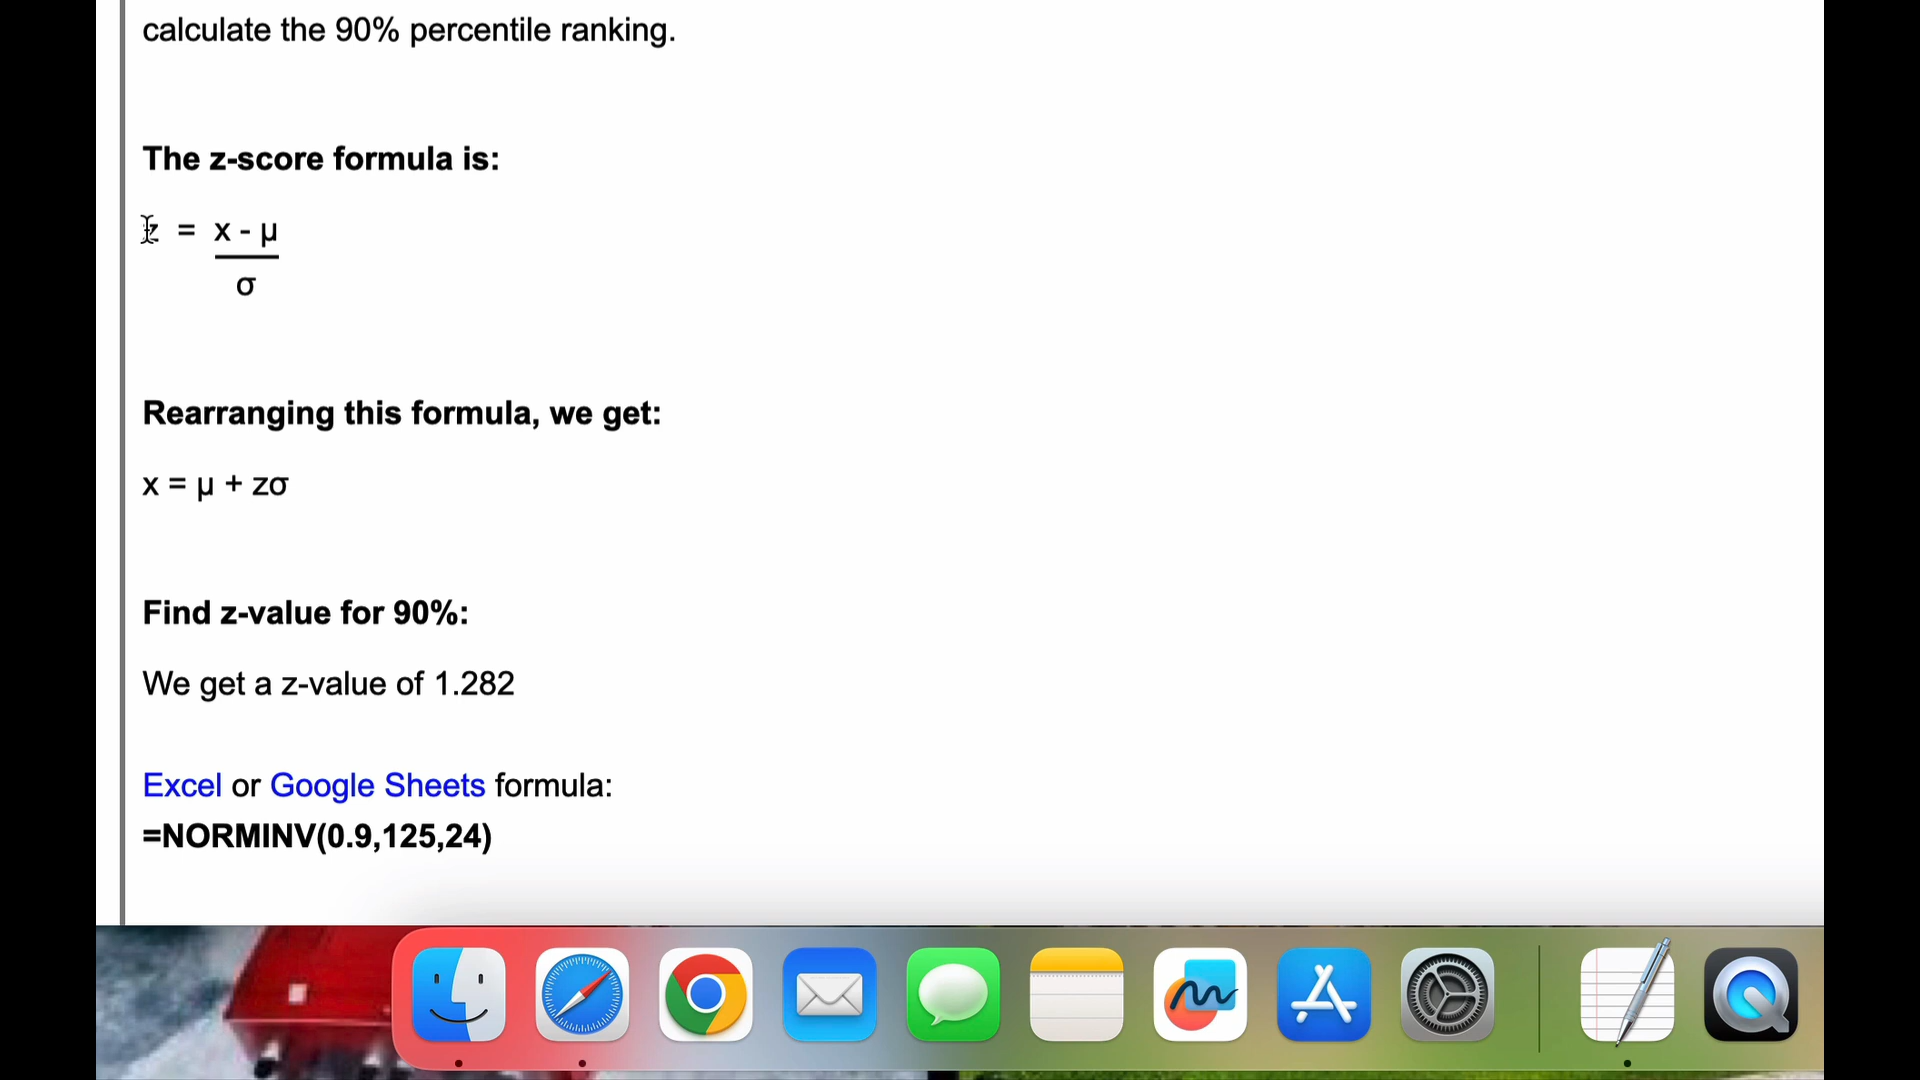 calculate the 90% percentile ranking.
The z-score formula is:
z = x - μ
σ
Rearranging this formula, we get:
x = μ + zσ
Find z-value for 90%:
We get a z-value of 1.282
Excel or Google Sheets formula:
=NORMINV(0.9,125,24)